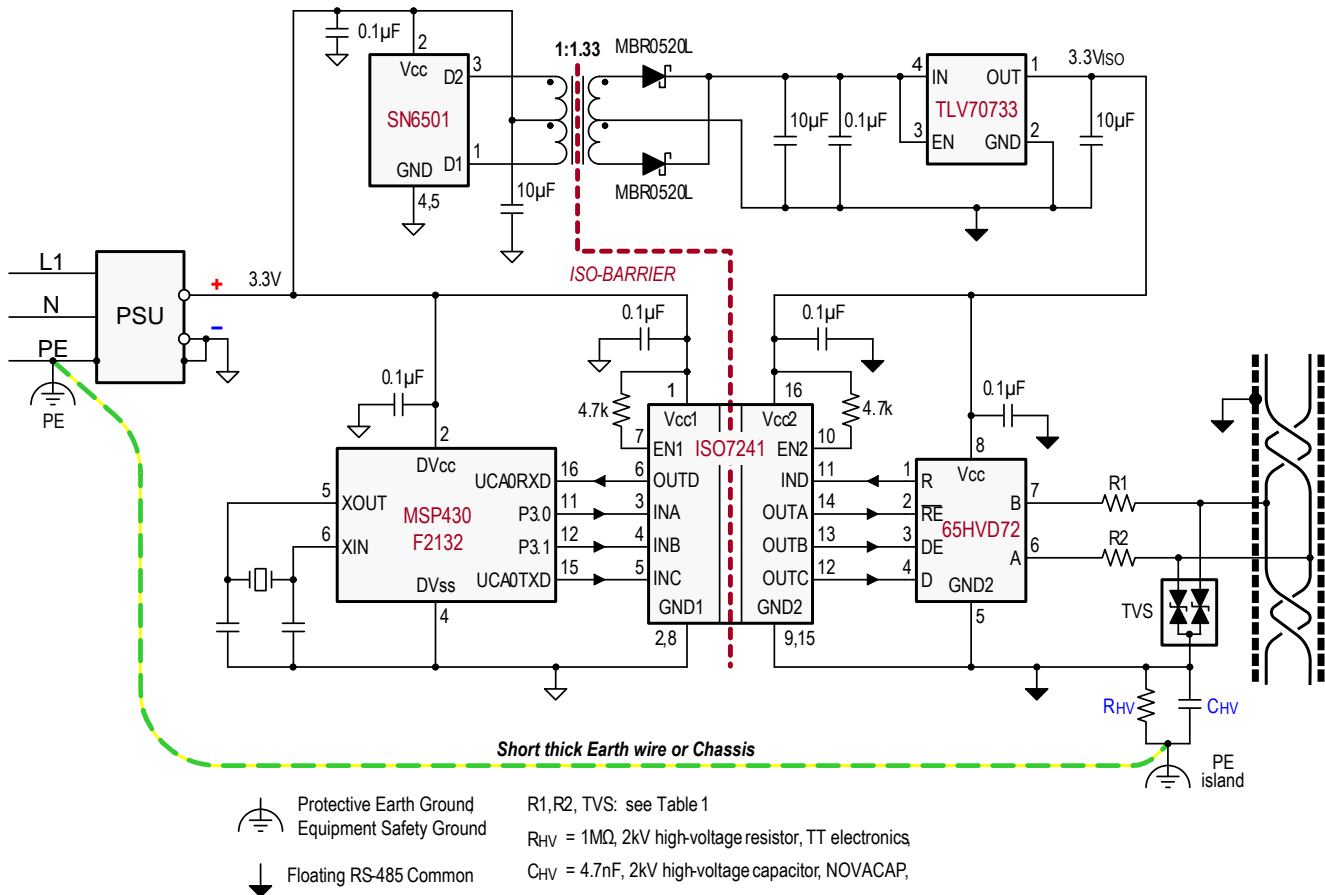 0.1µF
2
Vcc
D2
3
SN6501
D1
1
GND
4,5
1:1.33
MBR0520L
MBR0520L
10µF
10µF
0.1µF
4
IN
OUT
1
TLV70733
3
EN
GND
2
3.3VISO
10µF
ISO-BARRIER
L1
N
PE
PSU
+
−
3.3V
PE
0.1µF
2
DVcc
5
XOUT
6
XIN
MSP430
F2132
UCA0RXD
16
P3.0
11
P3.1
12
UCA0TXD
15
DVss
4
0.1µF
4.7k
1
Vcc1
7
EN1
6
OUTD
3
INA
4
INB
5
INC
GND1
2,8
ISO7241
0.1µF
4.7k
16
Vcc2
EN2
10
IND
11
OUTA
14
OUTB
13
OUTC
12
GND2
9,15
0.1µF
8
Vcc
1
R
2
RE
3
DE
4
D
65HVD72
B
7
A
6
GND2
5
R1
R2
TVS
RHV
CHV
PE
island
Short thick Earth wire or Chassis
Protective Earth Ground
Equipment Safety Ground
Floating RS-485 Common
R1,R2, TVS: see Table 1
RHV = 1MΩ, 2kV high-voltage resistor, TT electronics,
CHV = 4.7nF, 2kV high-voltage capacitor, NOVACAP,